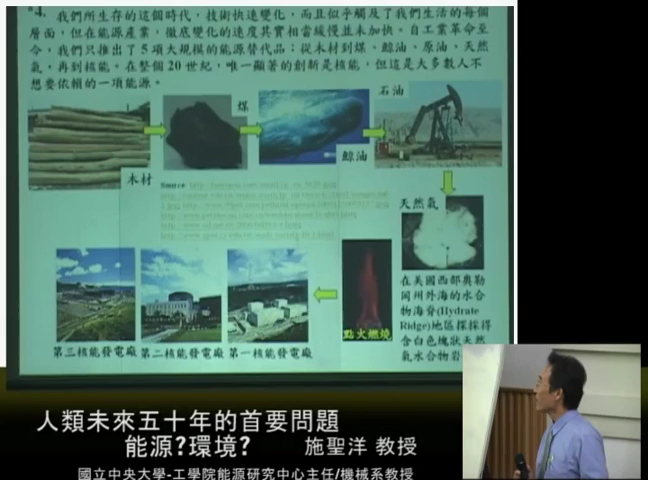 4. 我們所生存的這個時代，技術快速變化，而且似乎觸及了我們生活的每個
層面，但在能源產業，徹底變化的速度其實相當緩慢並未加快。自工業革命至
今，我們只推出了5項大規模的能源替代品：從木材到煤、鯨油、原油、天然
氣，再到核能。在整個20世紀，唯一顯著的創新是核能，但這是大多數人不
想要依賴的一項能源。
煤
石油
鯨油
木材
Source
天然氣
在美國西部奧勒
岡州外海的水合
物海脊(Hydrate
Ridge)地區探採得
含白色塊狀天然
氣水合物岩
點火燃燒
第三核能發電廠 第二核能發電廠 第一核能發電廠
人類未來五十年的首要問題
能源?環境? 施聖洋 教授
國立中央大學-工學院能源研究中心主任/機械系教授